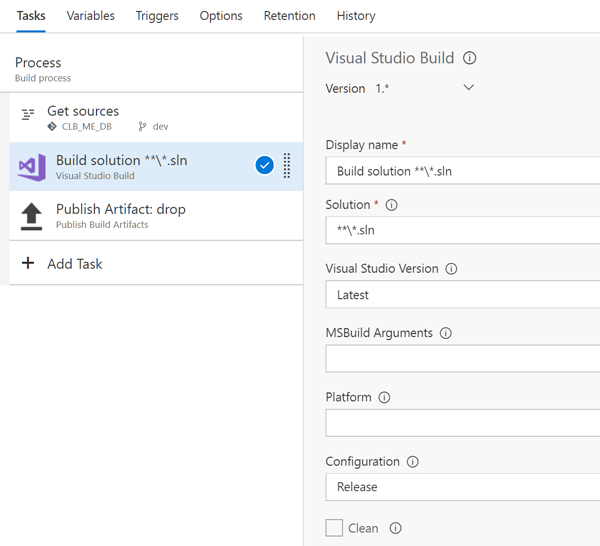 Tasks Variables Triggers Options Retention History
Process
Build process
Get sources
CLB_ME_DB dev
Build solution **\*.sln
Visual Studio Build
Publish Artifact: drop
Publish Build Artifacts
Add Task
Visual Studio Build
Version 1.*
Display name *
Build solution **\*.sln
Solution *
**\*.sln
Visual Studio Version
Latest
MSBuild Arguments
Platform
Configuration
Release
Clean